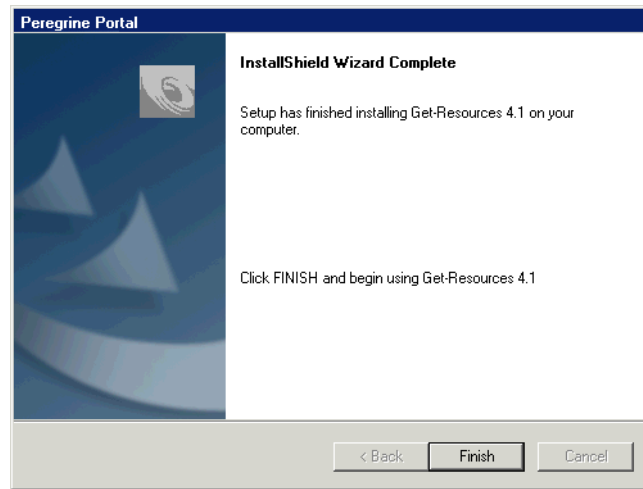 Peregrine Portal
InstallShield Wizard Complete
Setup has finished installing Get-Resources 4.1 on your
computer.
Click FINISH and begin using Get-Resources 4.1
< Back
Finish
Cancel